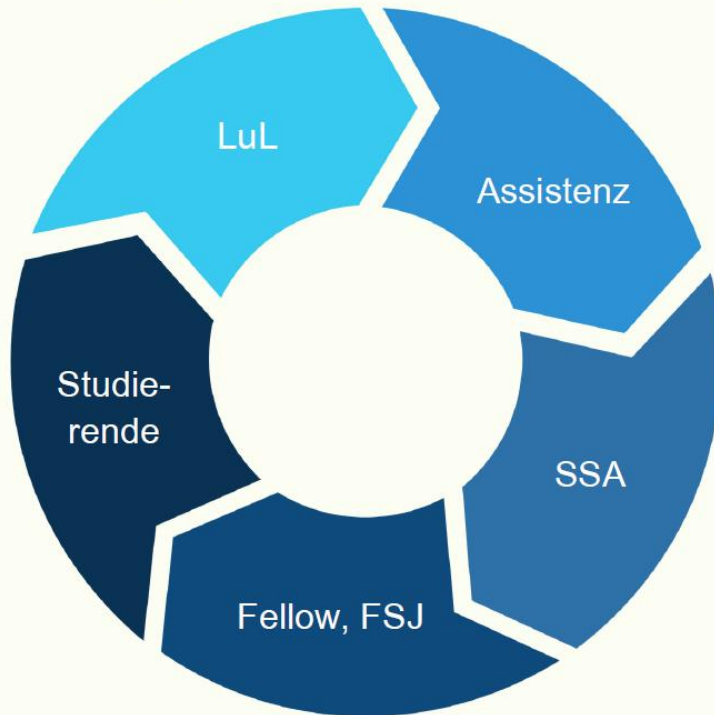 LuL
Assistenz
SSA
Fellow, FSJ
Studie-
rende